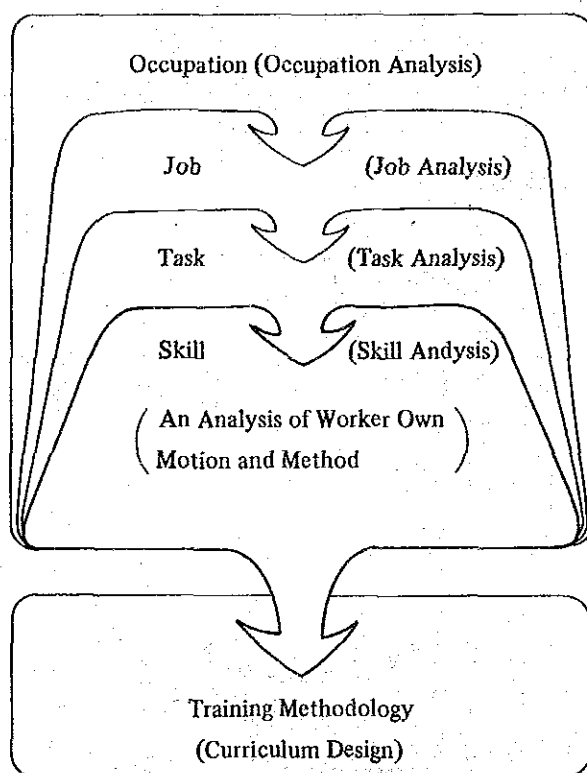 Occupation (Occupation Analysis)
Job (Job Analysis)
Task (Task Analysis)
Skill (Skill Andysis)
( An Analysis of Worker Own
Motion and Method )
Training Methodology
(Curriculum Design)